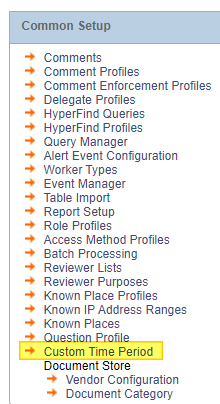 Common Setup
Comments
Comment Profiles
Comment Enforcement Profiles
Delegate Profiles
HyperFind Queries
HyperFind Profiles
Query Manager
Alert Event Configuration
Worker Types
Event Manager
Table Import
Report Setup
Role Profiles
Access Method Profiles
Batch Processing
Reviewer Lists
Reviewer Purposes
Known Place Profiles
Known IP Address Ranges
Known Places
Question Profile
Custom Time Period
Document Store
Vendor Configuration
Document Category